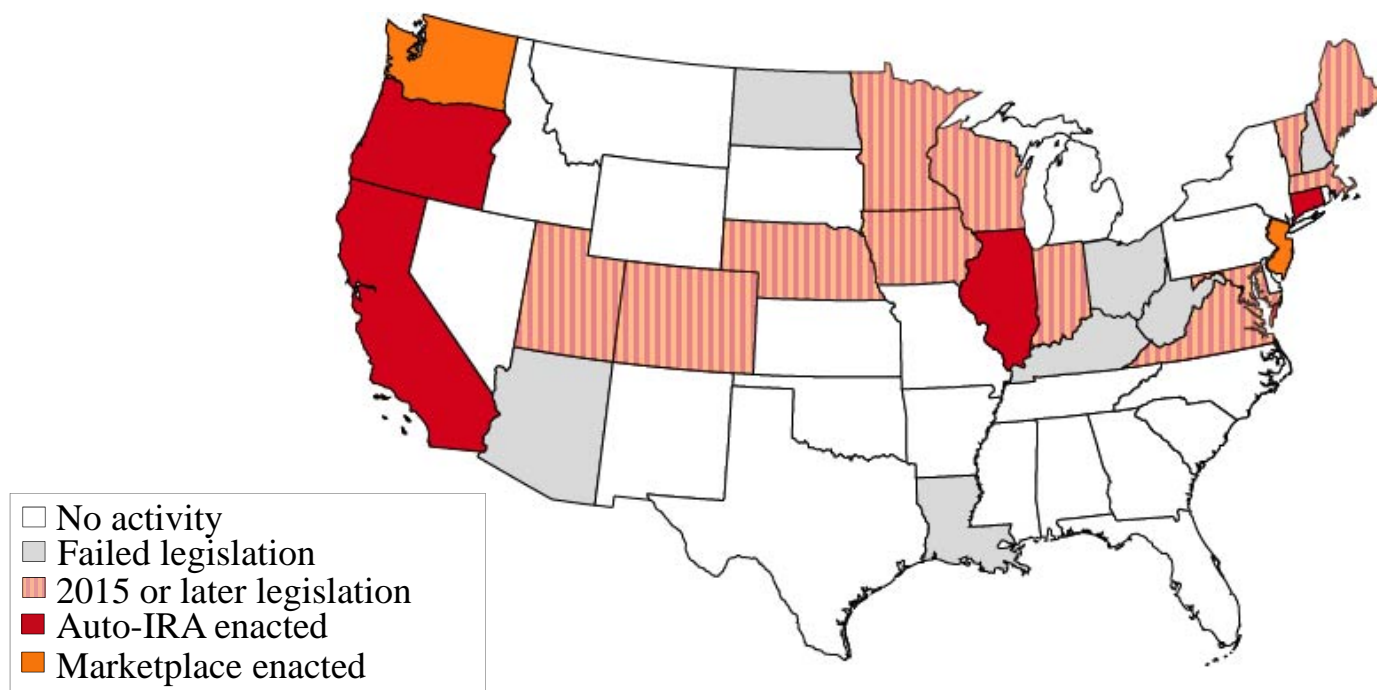 No activity
Failed legislation
2015 or later legislation
Auto-IRA enacted
Marketplace enacted